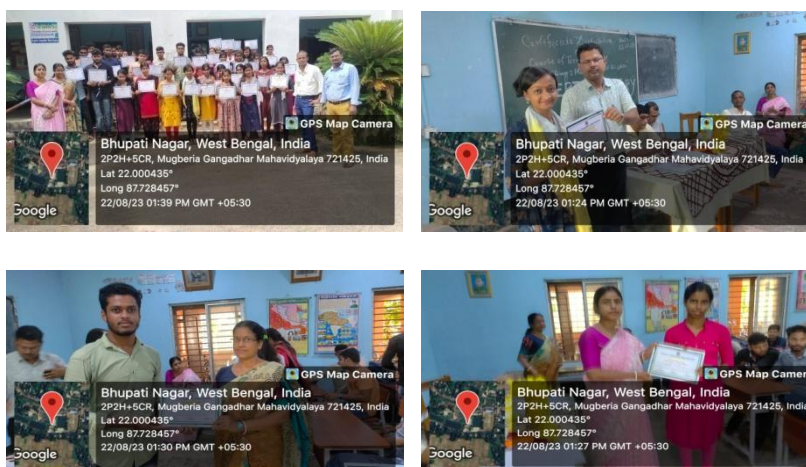 GPS Map Camera
Bhupati Nagar, West Bengal, India
2P2H+5CR, Mugberia Gangadhar Mahavidyalaya 721425, India
Lat 22.000435°
Long 87.728457°
22/08/23 01:39 PM GMT +05:30
Google
GPS Map Camera
Bhupati Nagar, West Bengal, India
2P2H+5CR, Mugberia Gangadhar Mahavidyalaya 721425, India
Lat 22.000435°
Long 87.728457°
22/08/23 01:24 PM GMT +05:30
Google
GPS Map Camera
Bhupati Nagar, West Bengal, India
2P2H+5CR, Mugberia Gangadhar Mahavidyalaya 721425, India
Lat 22.000435°
Long 87.728457°
22/08/23 01:30 PM GMT +05:30
Google
GPS Map Camera
Bhupati Nagar, West Bengal, India
2P2H+5CR, Mugberia Gangadhar Mahavidyalaya 721425, India
Lat 22.000435°
Long 87.728457°
22/08/23 01:27 PM GMT +05:30
Google